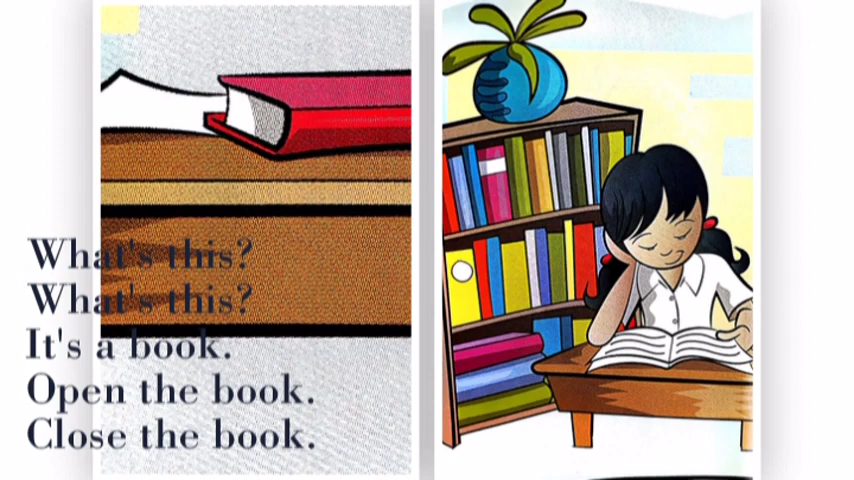 What's this?
What's this?
It's a book.
Open the book.
Close the book.